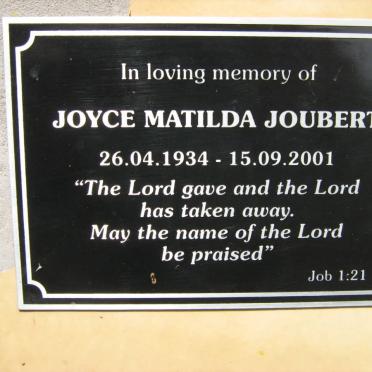 In loving memory of
JOYCE MATILDA JOUBERT
26.04.1934 - 15.09.2001
“The Lord gave and the Lord
has taken away.
May the name of the Lord
be praised”
Job 1:21